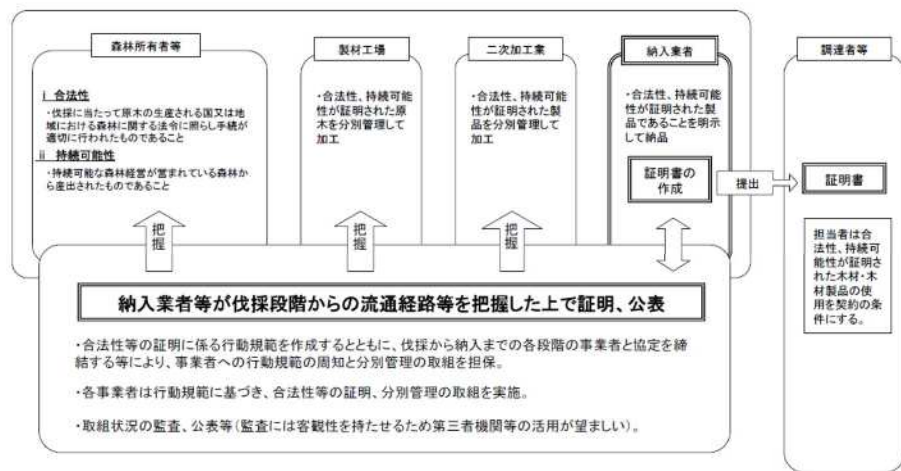 森林所有者等
ⅰ 合法性
・伐採に当たって原木の生産される国又は地
域における森林に関する法令に照らし手続が
適切に行われたものであること
ⅱ 持続可能性
・持続可能な森林経営が営まれている森林か
ら産出されたものであること
製材工場
・合法性、持続可能
性が証明された原
木を分別管理して
加工
二次加工業
・合法性、持続可能
性が証明された製
品を分別管理して
加工
納入業者
・合法性、持続可能
性が証明された製
品であることを明示
して納品
証明書の
作成
提出
調達者等
証明書
担当者は合
法性、持続可
能性が証明さ
れた木材・木
材製品の使
用を契約の条
件にする。
把握
把握
把握
納入業者等が伐採段階からの流通経路等を把握した上で証明、公表
・合法性等の証明に係る行動規範を作成するとともに、伐採から納入までの各段階の事業者と協定を締
結する等により、事業者への行動規範の周知と分別管理の取組を担保。
・各事業者は行動規範に基づき、合法性等の証明、分別管理の取組を実施。
・取組状況の監査、公表等(監査には客観性を持たせるため第三者機関等の活用が望ましい)。